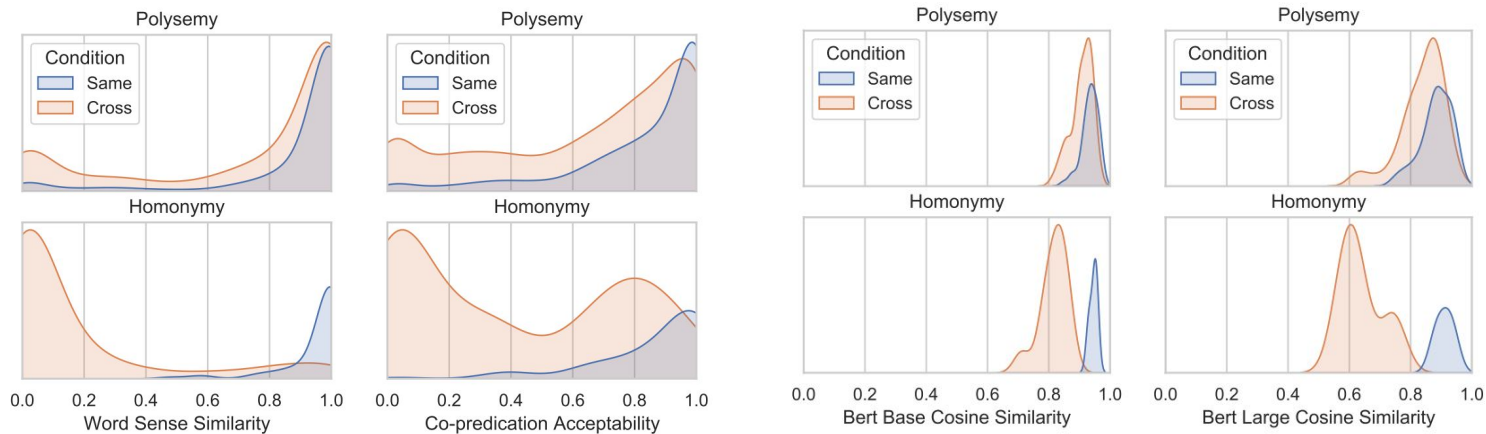 Polysemy
Condition
Same
Cross
Polysemy
Condition
Same
Cross
Polysemy
Condition
Same
Cross
Polysemy
Condition
Same
Cross
Homonymy
Homonymy
Homonymy
Homonymy
0.0 0.2 0.4 0.6 0.8 1.0
Word Sense Similarity
0.0 0.2 0.4 0.6 0.8 1.0
Co-predication Acceptability
0.0 0.2 0.4 0.6 0.8 1.0
Bert Base Cosine Similarity
0.0 0.2 0.4 0.6 0.8 1.0
Bert Large Cosine Similarity